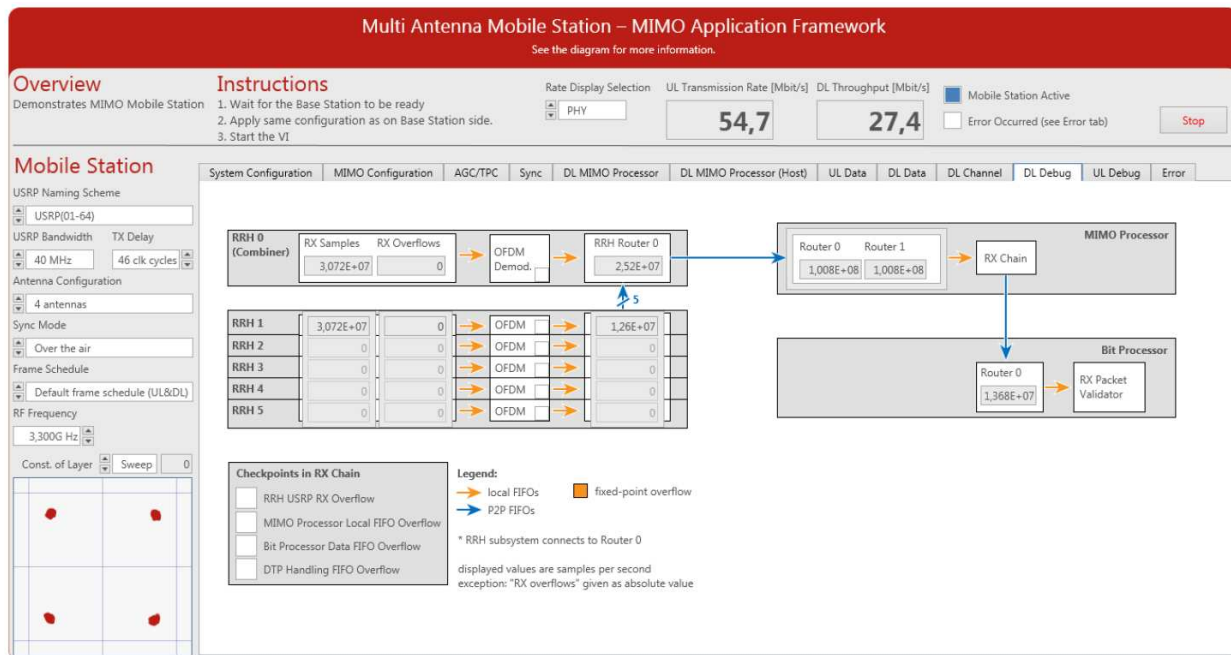 Multi Antenna Mobile Station – MIMO Application Framework
See the diagram for more information.
Overview
Demonstrates MIMO Mobile Station
Instructions
1. Wait for the Base Station to be ready
2. Apply same configuration as on Base Station side.
3. Start the VI
Rate Display Selection
PHY
UL Transmission Rate [Mbit/s]
54,7
DL Throughput [Mbit/s]
27,4
Mobile Station Active
Error Occurred (see Error tab)
Stop
Mobile Station
USRP Naming Scheme
USRP(01-64)
USRP Bandwidth TX Delay
40 MHz 46 clk cycles
Antenna Configuration
4 antennas
Sync Mode
Over the air
Frame Schedule
Default frame schedule (UL&DL)
RF Frequency
3,300G Hz
Const. of Layer Sweep 0
System Configuration MIMO Configuration AGC/TPC Sync DL MIMO Processor DL MIMO Processor (Host) UL Data DL Data DL Channel DL Debug UL Debug Error
RRH 0
(Combiner)
RX Samples RX Overflows
3,072E+07 0
OFDM
Demod.
RRH Router 0
2,52E+07
5
RRH 1 3,072E+07 0 OFDM 1,26E+07
RRH 2 0 0 OFDM 0
RRH 3 0 0 OFDM 0
RRH 4 0 0 OFDM 0
RRH 5 0 0 OFDM 0
MIMO Processor
Router 0 Router 1
1,008E+08 1,008E+08
RX Chain
Bit Processor
Router 0
1,368E+07
RX Packet
Validator
Checkpoints in RX Chain
RRH USRP RX Overflow
MIMO Processor Local FIFO Overflow
Bit Processor Data FIFO Overflow
DTP Handling FIFO Overflow
Legend:
local FIFOs fixed-point overflow
P2P FIFOs
* RRH subsystem connects to Router 0
displayed values are samples per second
exception: "RX overflows" given as absolute value